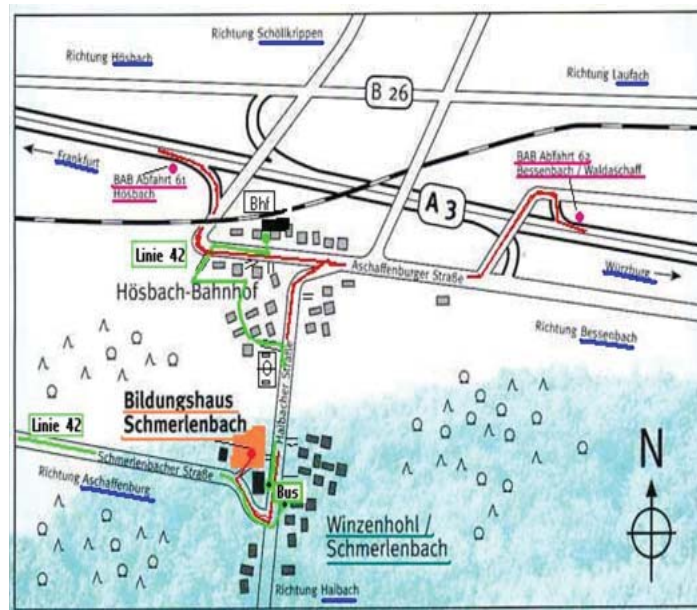 Richtung Schöllkrippen
Richtung Hösbach
Richtung Laufach
B 26
Frankfurt
BAB Abfahrt 61
Hösbach
BAB Abfahrt 62
Bessenbach / Waldaschaff
Bhf
A 3
Linie 42
Aschaffenburger Straße
Würzburg
Hösbach-Bahnhof
Richtung Bessenbach
Haibacher Straße
Bildungshaus
Schmerlenbach
Linie 42
Schmerlenbacher Straße
Richtung Aschaffenburg
Bus
N
Winzenhohl /
Schmerlenbach
Richtung Haibach